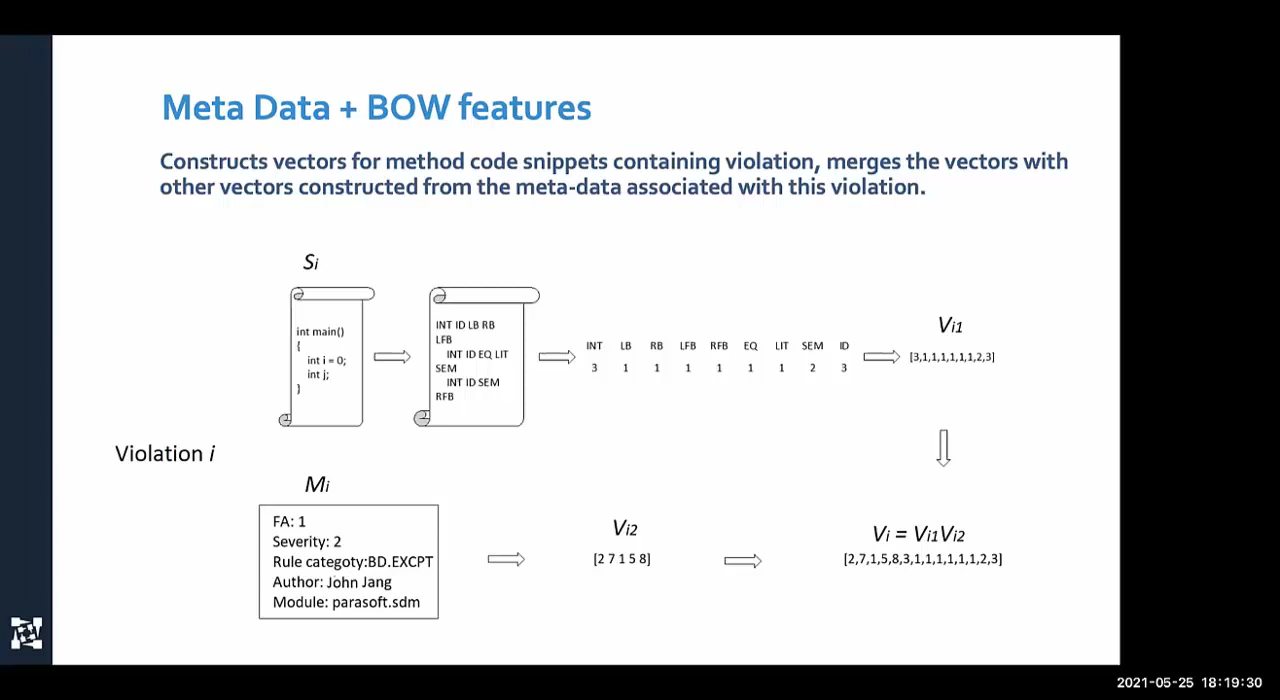 Meta Data + BOW features
Constructs vectors for method code snippets containing violation, merges the vectors with
other vectors constructed from the meta-data associated with this violation.
Si
int main()
{
int i = 0;
int j;
}
INT ID LB RB
LFB
INT ID EQ LIT
SEM
INT ID SEM
RFB
INT LB RB LFB RFB EQ LIT SEM ID
3 1 1 1 1 1 1 2 3
Vi1
[3,1,1,1,1,1,1,2,3]
Violation i
Mi
FA: 1
Severity: 2
Rule categoty:BD.EXCPT
Author: John Jang
Module: parasoft.sdm
Vi2
[2 7 1 5 8]
Vi = Vi1Vi2
[2,7,1,5,8,3,1,1,1,1,1,1,2,3]
2021-05-25 18:19:30